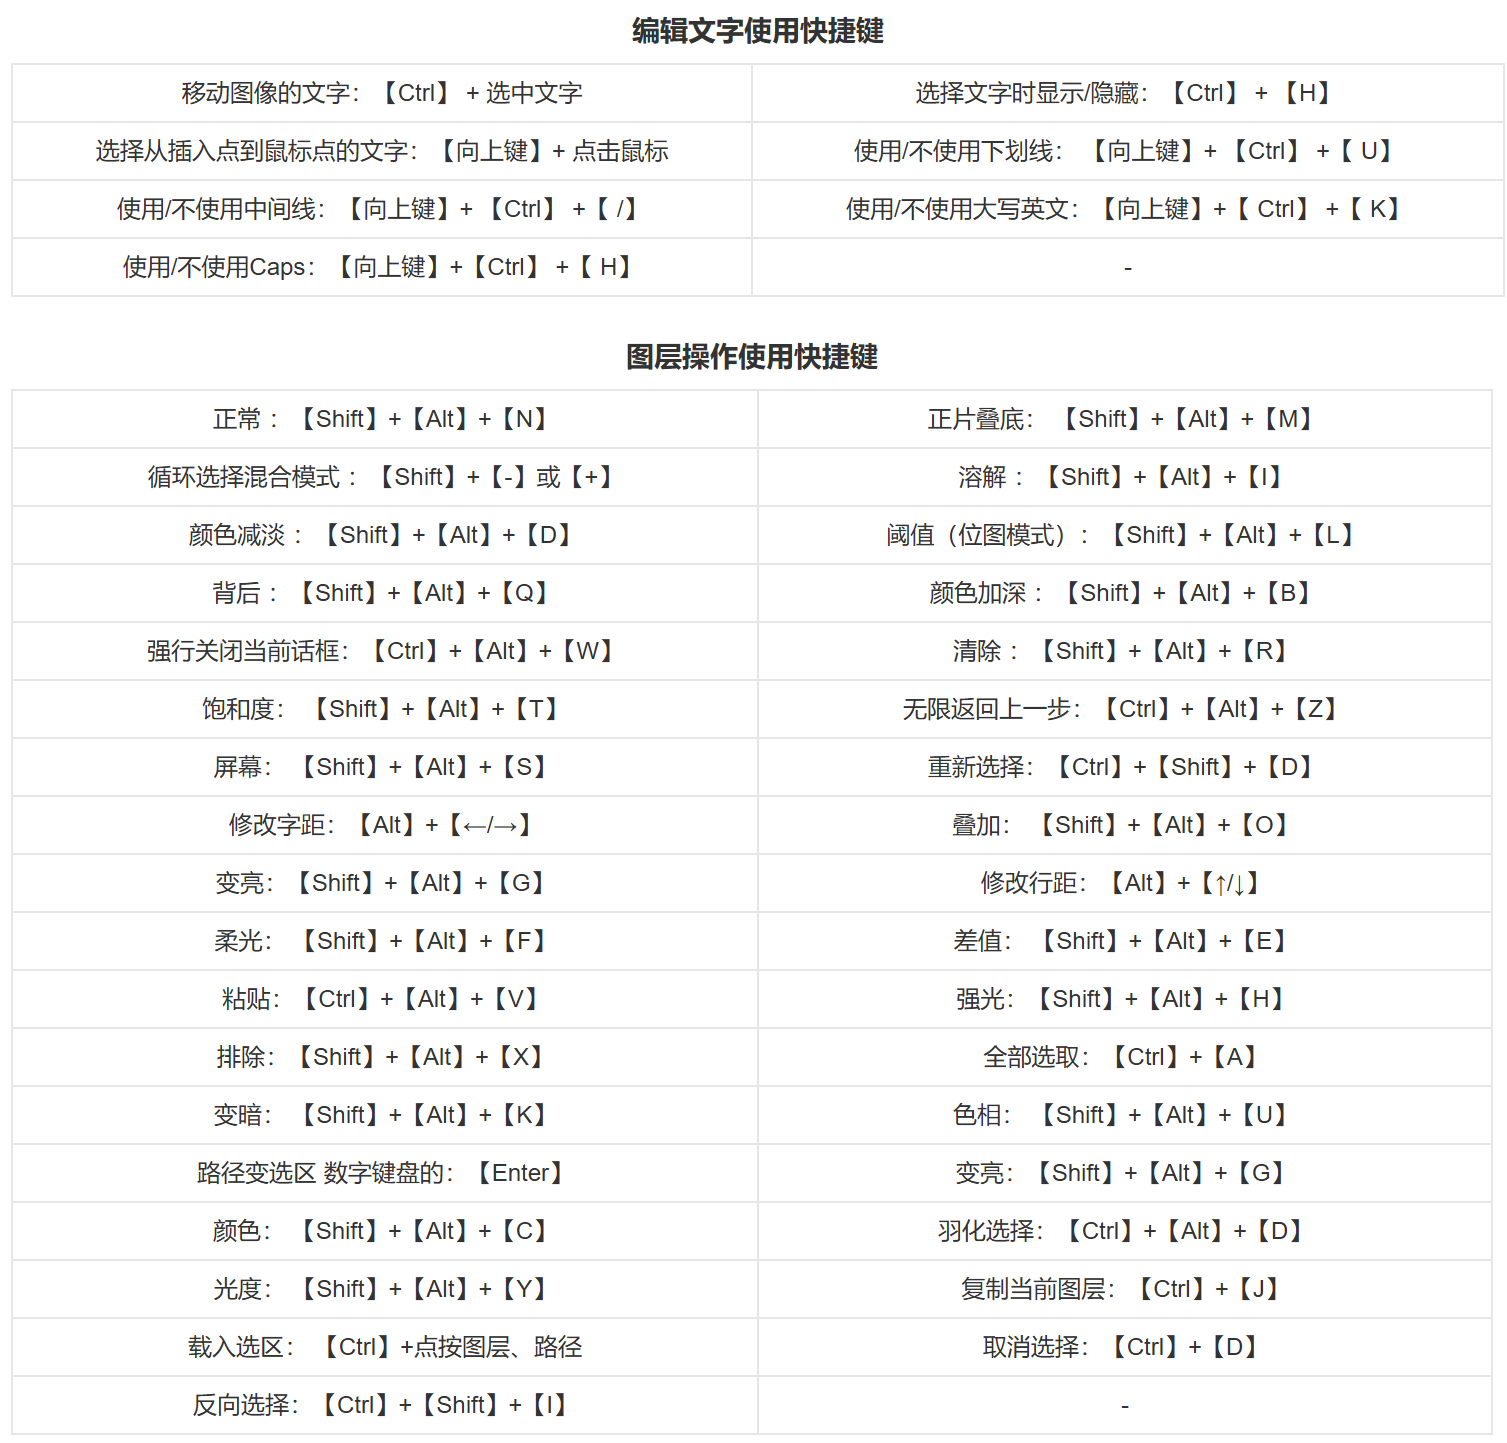 编辑文字使用快捷键
移动图像的文字：【Ctrl】 + 选中文字
选择文字时显示/隐藏：【Ctrl】 + 【H】
选择从插入点到鼠标点的文字：【向上键】+ 点击鼠标
使用/不使用下划线： 【向上键】+ 【Ctrl】 +【 U】
使用/不使用中间线：【向上键】+ 【Ctrl】 +【 /】
使用/不使用大写英文：【向上键】+【 Ctrl】 +【 K】
使用/不使用Caps：【向上键】+【Ctrl】 +【 H】
-
图层操作使用快捷键
正常 ：【Shift】+【Alt】+【N】
正片叠底： 【Shift】+【Alt】+【M】
循环选择混合模式 ：【Shift】+【-】或【+】
溶解 ：【Shift】+【Alt】+【I】
颜色减淡 ：【Shift】+【Alt】+【D】
阈值（位图模式）：【Shift】+【Alt】+【L】
背后 ：【Shift】+【Alt】+【Q】
颜色加深 ：【Shift】+【Alt】+【B】
强行关闭当前话框：【Ctrl】+【Alt】+【W】
清除 ：【Shift】+【Alt】+【R】
饱和度： 【Shift】+【Alt】+【T】
无限返回上一步：【Ctrl】+【Alt】+【Z】
屏幕： 【Shift】+【Alt】+【S】
重新选择：【Ctrl】+【Shift】+【D】
修改字距：【Alt】+【←/→】
叠加： 【Shift】+【Alt】+【O】
变亮：【Shift】+【Alt】+【G】
修改行距：【Alt】+【↑/↓】
柔光： 【Shift】+【Alt】+【F】
差值： 【Shift】+【Alt】+【E】
粘贴：【Ctrl】+【Alt】+【V】
强光：【Shift】+【Alt】+【H】
排除：【Shift】+【Alt】+【X】
全部选取：【Ctrl】+【A】
变暗： 【Shift】+【Alt】+【K】
色相： 【Shift】+【Alt】+【U】
路径变选区 数字键盘的：【Enter】
变亮：【Shift】+【Alt】+【G】
颜色： 【Shift】+【Alt】+【C】
羽化选择：【Ctrl】+【Alt】+【D】
光度： 【Shift】+【Alt】+【Y】
复制当前图层：【Ctrl】+【J】
载入选区： 【Ctrl】+点按图层、路径
取消选择：【Ctrl】+【D】
反向选择：【Ctrl】+【Shift】+【I】
-